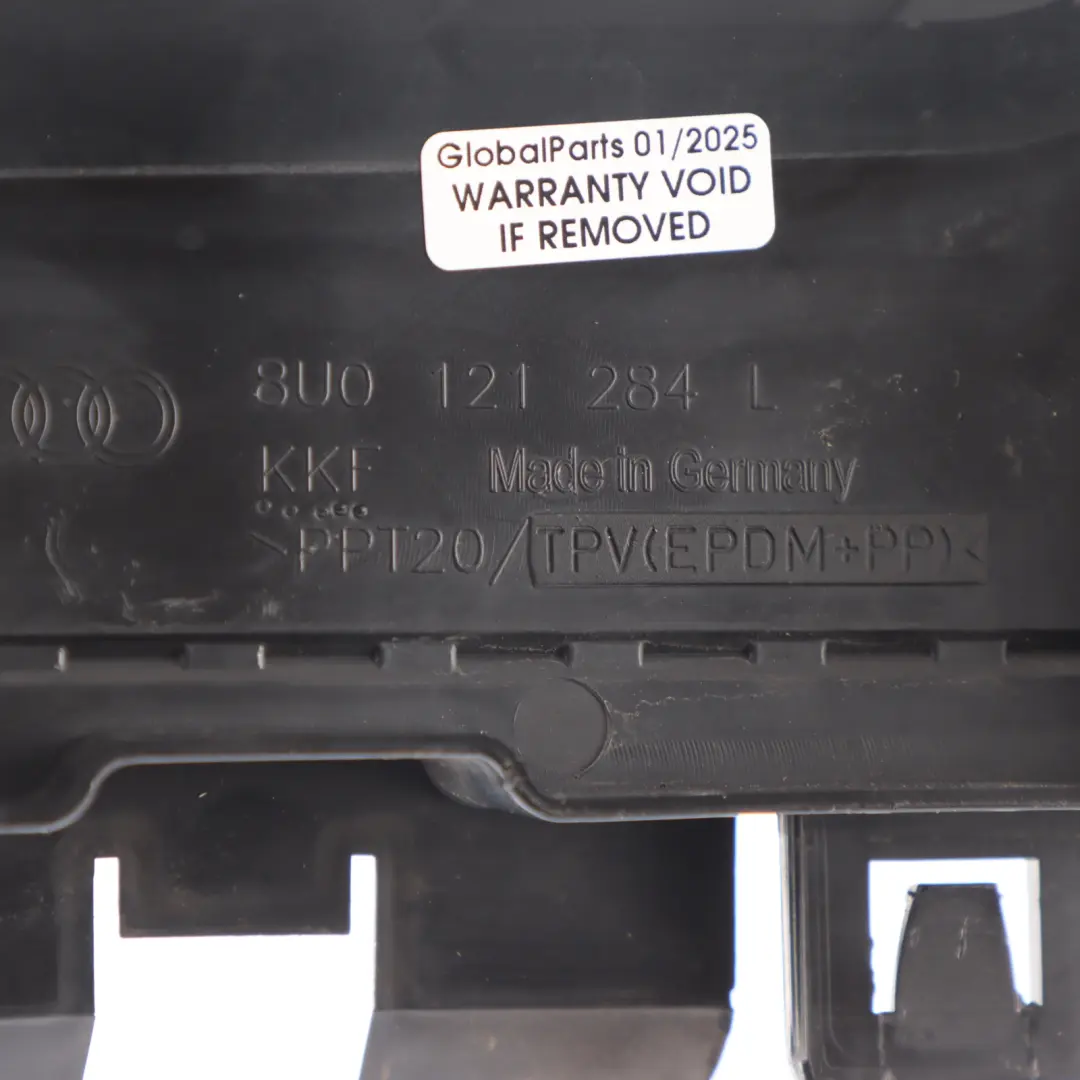 GlobalParts 01/2025
WARRANTY VOID
IF REMOVED
8U0 121 284 L
KKF Made in Germany
>PPT20/TPV(EPDM+PP)<